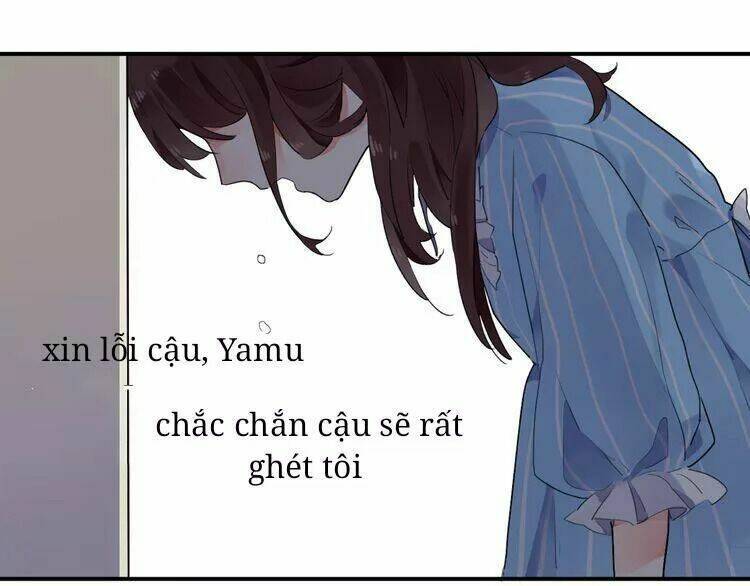 xin lỗi cậu, Yamu
chắc chắn cậu sẽ rất
ghét tôi